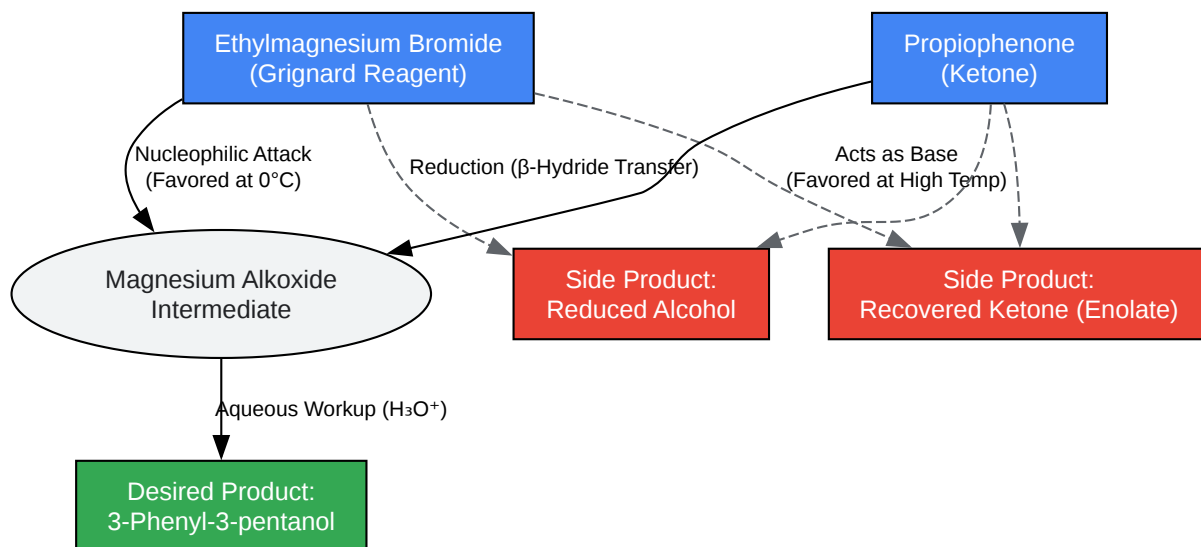 Ethylmagnesium Bromide
(Grignard Reagent)
Propiophenone
(Ketone)
Nucleophilic Attack
(Favored at 0°C)
Reduction (β-Hydride Transfer)
Acts as Base
(Favored at High Temp)
Magnesium Alkoxide
Intermediate
Side Product:
Reduced Alcohol
Side Product:
Recovered Ketone (Enolate)
Aqueous Workup (H₃O⁺)
Desired Product:
3-Phenyl-3-pentanol